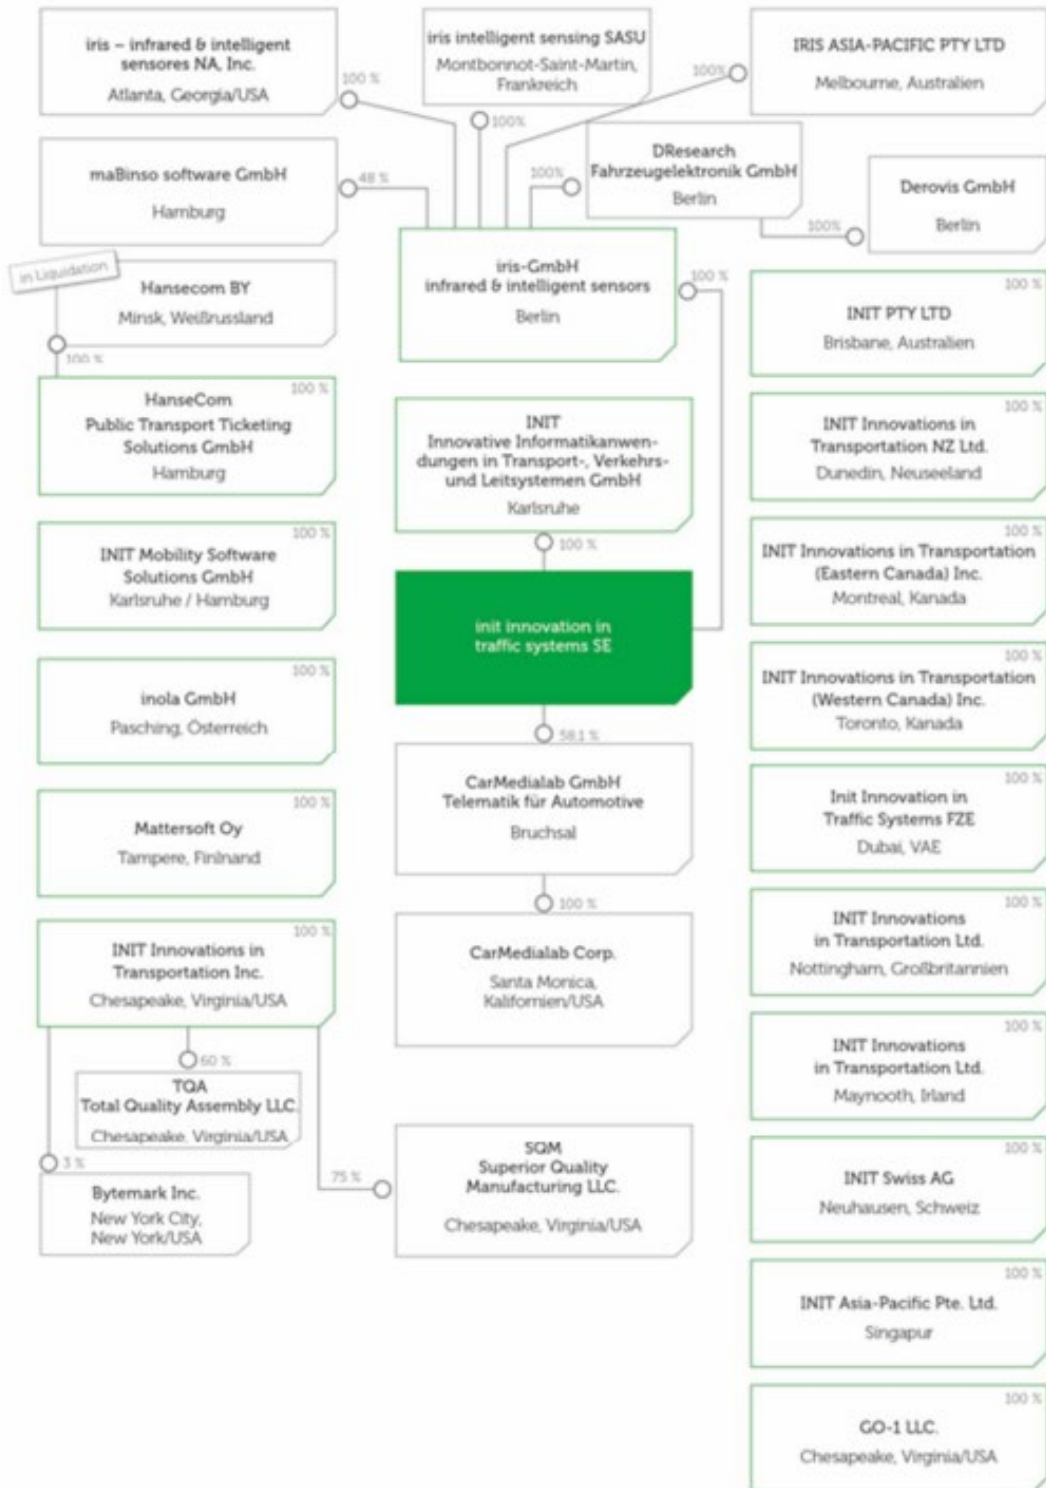 iris – infrared & intelligent
sensores NA, Inc.
Atlanta, Georgia/USA
100 %
iris intelligent sensing SASU
Montbonnot-Saint-Martin,
Frankreich
100%
IRIS ASIA-PACIFIC PTY LTD
Melbourne, Australien
100%
maBinso software GmbH
Hamburg
48 %
DResearch
Fahrzeugelektronik GmbH
Berlin
100%
Derovis GmbH
Berlin
100%
in Liquidation
Hansecom BY
Minsk, Weißrussland
100 %
iris-GmbH
infrared & intelligent sensors
Berlin
100 %
100 %
HanseCom
Public Transport Ticketing
Solutions GmbH
Hamburg
100 %
INIT Mobility Software
Solutions GmbH
Karlsruhe / Hamburg
100 %
inola GmbH
Pasching, Österreich
100 %
Mattersoft Oy
Tampere, Finlnand
100 %
INIT Innovations in
Transportation Inc.
Chesapeake, Virginia/USA
60 %
TQA
Total Quality Assembly LLC.
Chesapeake, Virginia/USA
3 %
Bytemark Inc.
New York City,
New York/USA
75 %
SQM
Superior Quality
Manufacturing LLC.
Chesapeake, Virginia/USA
INIT
Innovative Informatikanwen-
dungen in Transport-, Verkehrs-
und Leitsystemen GmbH
Karlsruhe
100 %
init innovation in
traffic systems SE
58,1 %
CarMedialab GmbH
Telematik für Automotive
Bruchsal
100 %
CarMedialab Corp.
Santa Monica,
Kalifornien/USA
100 %
INIT PTY LTD
Brisbane, Australien
100 %
INIT Innovations in
Transportation NZ Ltd.
Dunedin, Neuseeland
100 %
INIT Innovations in Transportation
(Eastern Canada) Inc.
Montreal, Kanada
100 %
INIT Innovations in Transportation
(Western Canada) Inc.
Toronto, Kanada
100 %
Init Innovation in
Traffic Systems FZE
Dubai, VAE
100 %
INIT Innovations
in Transportation Ltd.
Nottingham, Großbritannien
100 %
INIT Innovations
in Transportation Ltd.
Maynooth, Irland
100 %
INIT Swiss AG
Neuhausen, Schweiz
100 %
INIT Asia-Pacific Pte. Ltd.
Singapur
100 %
GO-1 LLC.
Chesapeake, Virginia/USA